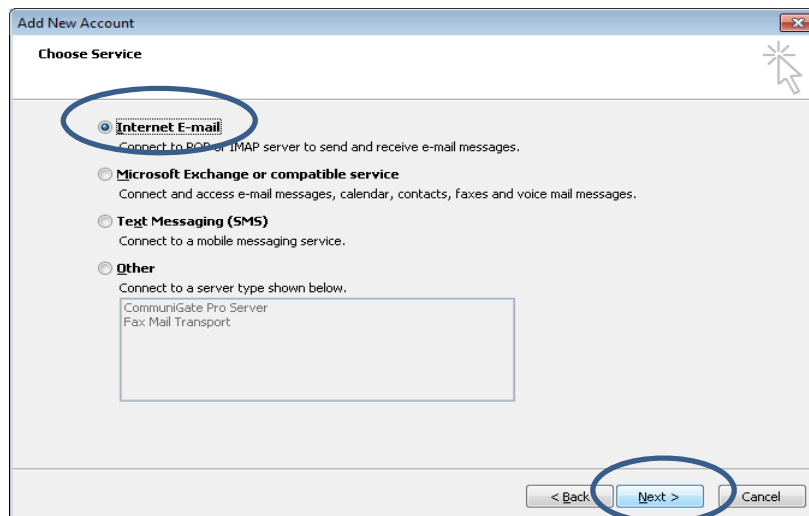 Add New Account
Choose Service
Internet E-mail
Connect to POP or IMAP server to send and receive e-mail messages.
Microsoft Exchange or compatible service
Connect and access e-mail messages, calendar, contacts, faxes and voice mail messages.
Text Messaging (SMS)
Connect to a mobile messaging service.
Other
Connect to a server type shown below.
CommuniGate Pro Server
Fax Mail Transport
< Back Next > Cancel